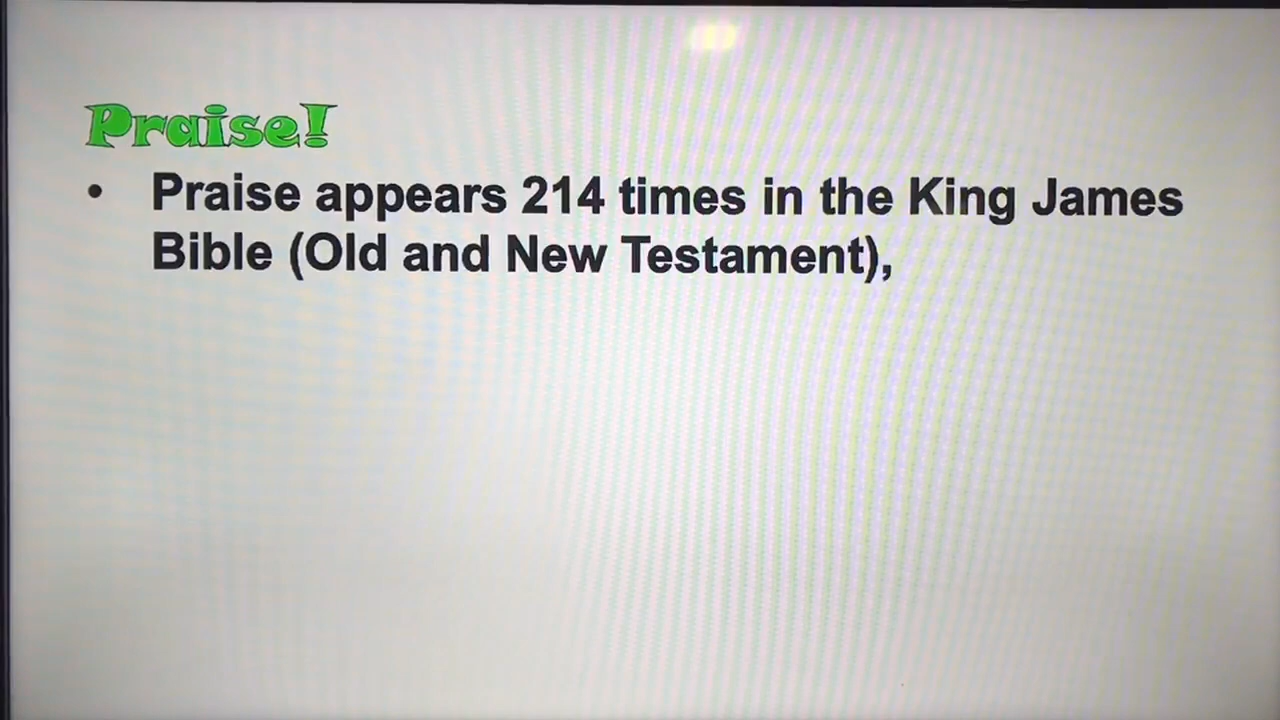 Praise!
• Praise appears 214 times in the King James
Bible (Old and New Testament),